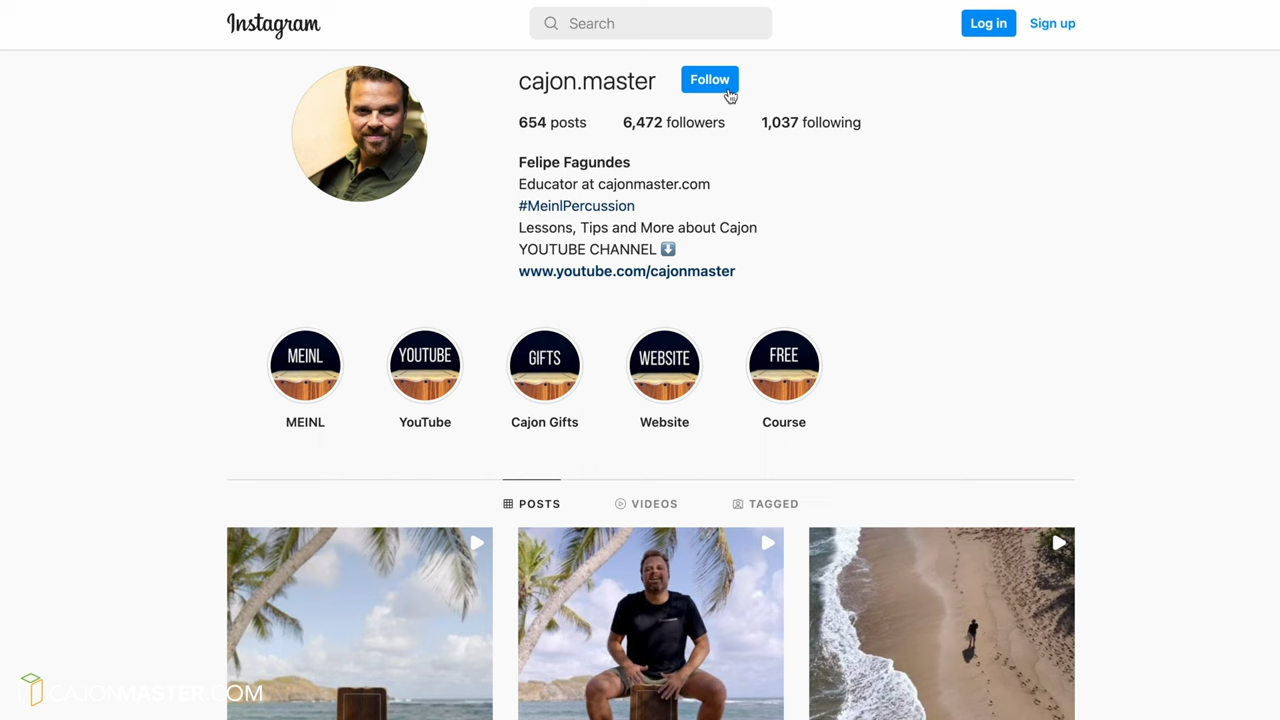 Instagram
Search
Log in
Sign up
cajon.master
Follow
654 posts
6,472 followers
1,037 following
Felipe Fagundes
Educator at cajonmaster.com
#MeinlPercussion
Lessons, Tips and More about Cajon
YOUTUBE CHANNEL ⬇️
www.youtube.com/cajonmaster
MEINL
YOUTUBE
GIFTS
WEBSITE
FREE
MEINL
YouTube
Cajon Gifts
Website
Course
POSTS
VIDEOS
TAGGED
CAJONMASTER.COM